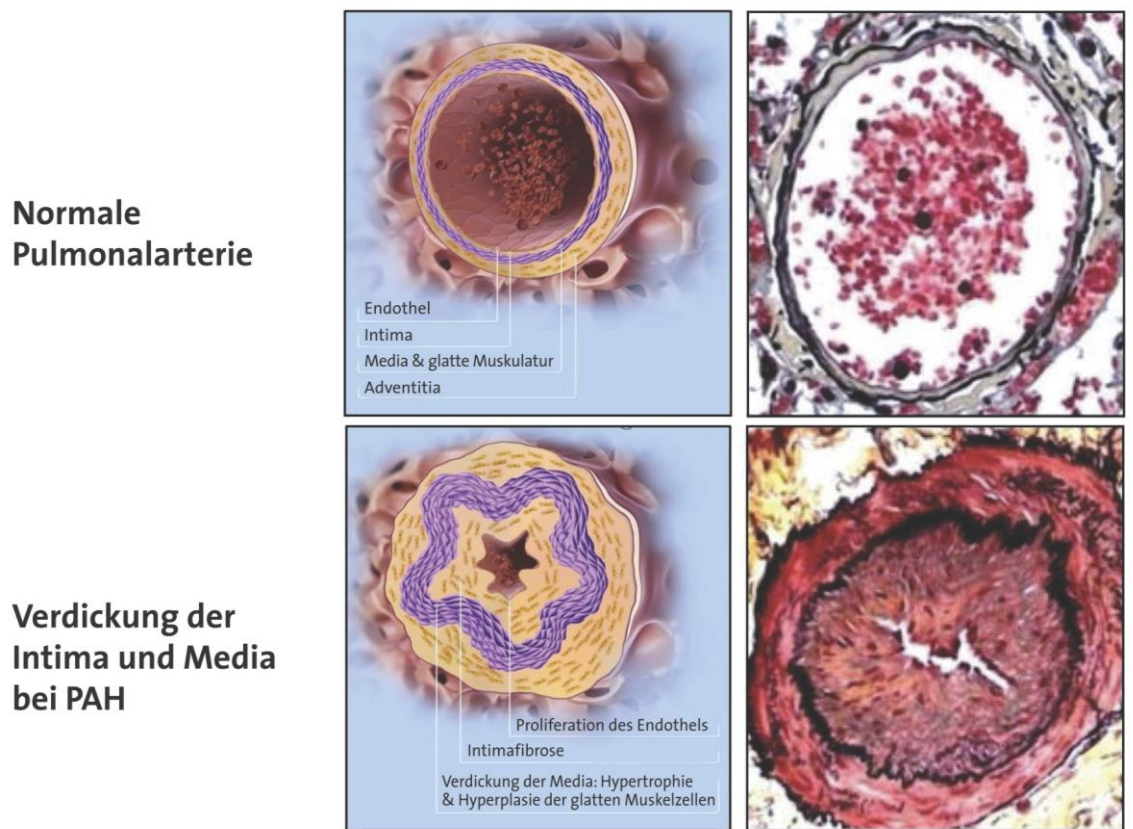 Normale
Pulmonalarterie
Endothel
Intima
Media & glatte Muskulatur
Adventitia
Verdickung der
Intima und Media
bei PAH
Proliferation des Endothels
Intimafibrose
Verdickung der Media: Hypertrophie
& Hyperplasie der glatten Muskelzellen